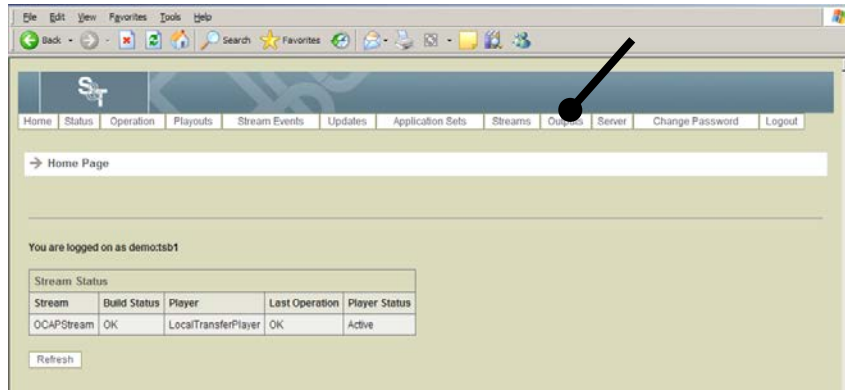 File Edit View Favorites Tools Help
Back Search Favorites
S&T
Home Status Operation Playouts Stream Events Updates Application Sets Streams Outputs Server Change Password Logout
Home Page
You are logged on as demo:tsb1
Stream Status
Stream Build Status Player Last Operation Player Status
OCAPStream OK LocalTransferPlayer OK Active
Refresh